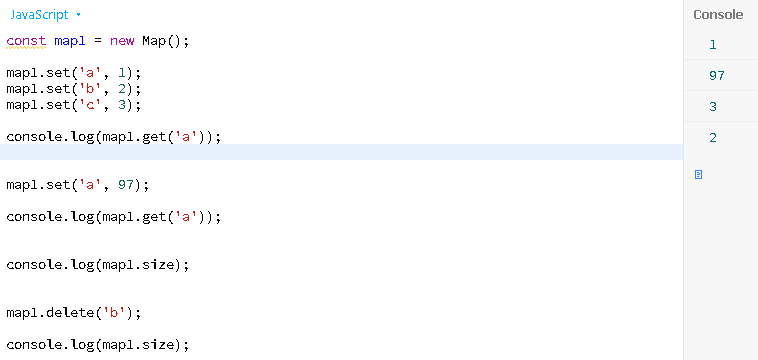 JavaScript
const map1 = new Map();
map1.set('a', 1);
map1.set('b', 2);
map1.set('c', 3);
console.log(map1.get('a'));
map1.set('a', 97);
console.log(map1.get('a'));
console.log(map1.size);
map1.delete('b');
console.log(map1.size);
Console
1
97
3
2